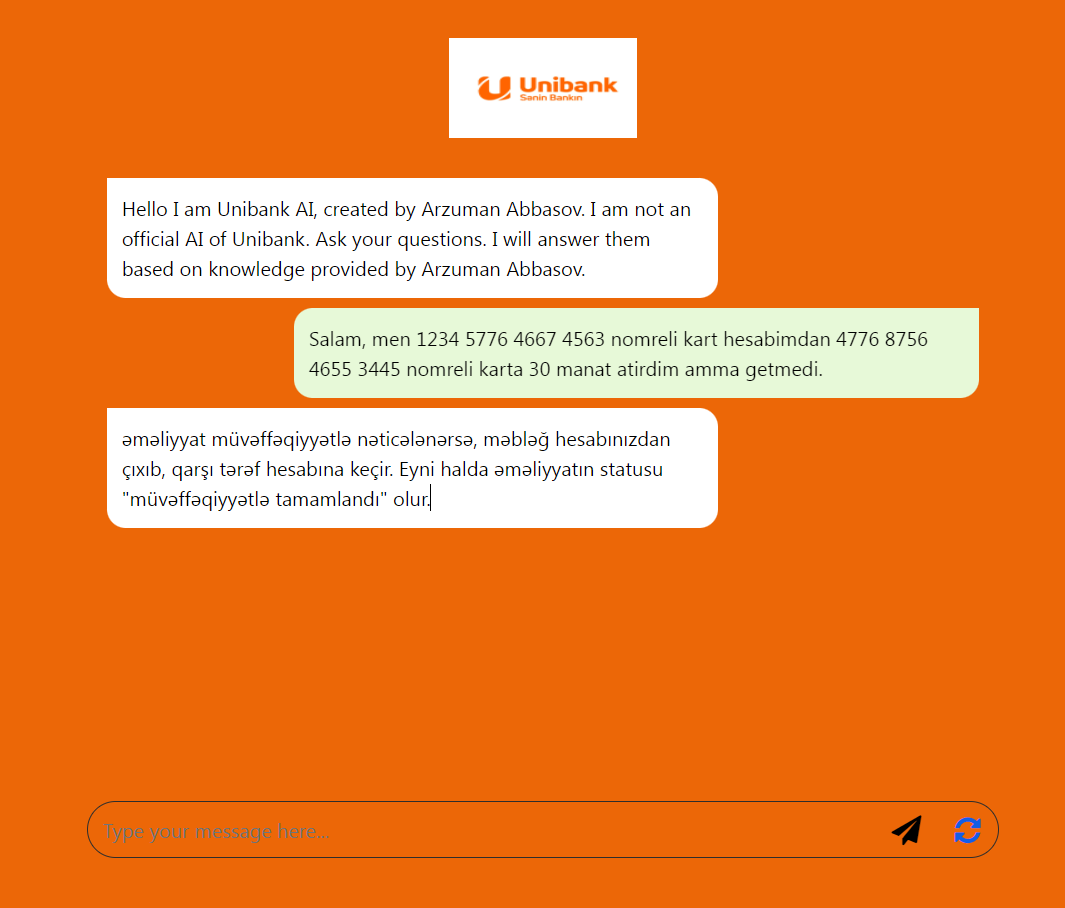 Unibank
Sənin Bankın
Hello I am Unibank AI, created by Arzuman Abbasov. I am not an
official AI of Unibank. Ask your questions. I will answer them
based on knowledge provided by Arzuman Abbasov.
Salam, men 1234 5776 4667 4563 nomreli kart hesabimdan 4776 8756
4655 3445 nomreli karta 30 manat atirdim amma getmedi.
əməliyyat müvəffəqiyyətlə nəticələnərsə, məbləğ hesabınızdan
çıxıb, qarşı tərəf hesabına keçir. Eyni halda əməliyyatın statusu
"müvəffəqiyyətlə tamamlandı" olur.
Type your message here...